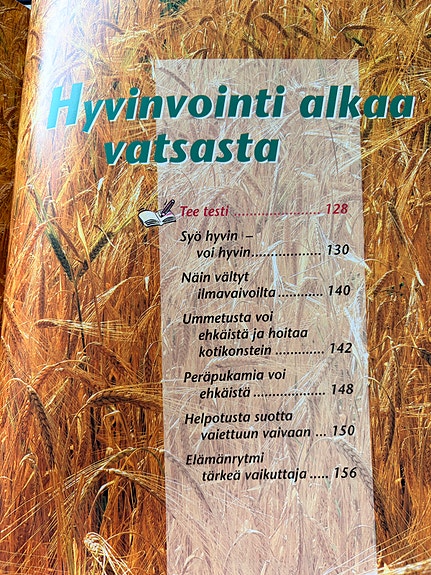 Hyvinvointi alkaa
vatsasta
Tee testi ...................... 128
Syö hyvin –
voi hyvin.................. 130
Näin vältyt
ilmavaivoilta ........... 140
Ummetusta voi
ehkäistä ja hoitaa
kotikonstein ............ 142
Peräpukamia voi
ehkäistä .................. 148
Helpotusta suotta
vaiettuun vaivaan ... 150
Elämänrytmi
tärkeä vaikuttaja ..... 156